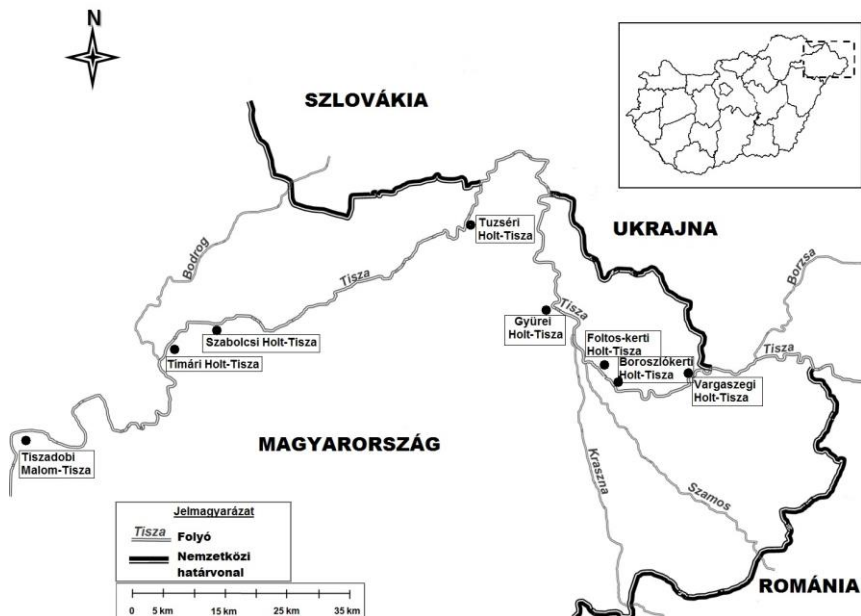 N
SZLOVÁKIA
UKRAJNA
Tuzséri
Holt-Tisza
Bodrog
Tisza
Borzsa
Tisza
Gyürei
Holt-Tisza
Szabolcsi Holt-Tisza
Tímári Holt-Tisza
Foltos-kerti
Holt-Tisza
Boroszlókerti
Holt-Tisza
Tisza
Vargaszegi
Holt-Tisza
MAGYARORSZÁG
Tiszadobi
Malom-Tisza
Kraszna
Szamos
Jelmagyarázat
Tisza Folyó
Nemzetközi
határvonal
ROMÁNIA
0 5 km 15 km 25 km 35 km